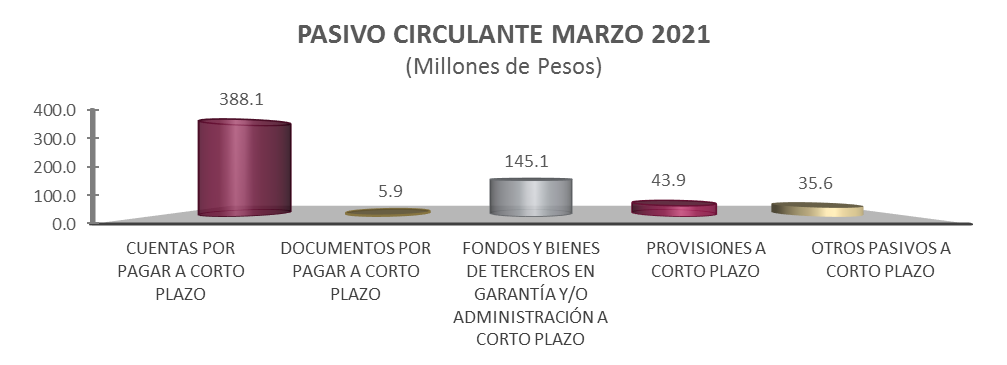 PASIVO CIRCULANTE MARZO 2021
(Millones de Pesos)
400.0
300.0
200.0
100.0
0.0
388.1
5.9
145.1
43.9
35.6
CUENTAS POR
PAGAR A CORTO
PLAZO
DOCUMENTOS POR
PAGAR A CORTO
PLAZO
FONDOS Y BIENES
DE TERCEROS EN
GARANTÍA Y/O
ADMINISTRACIÓN A
CORTO PLAZO
PROVISIONES A
CORTO PLAZO
OTROS PASIVOS A
CORTO PLAZO